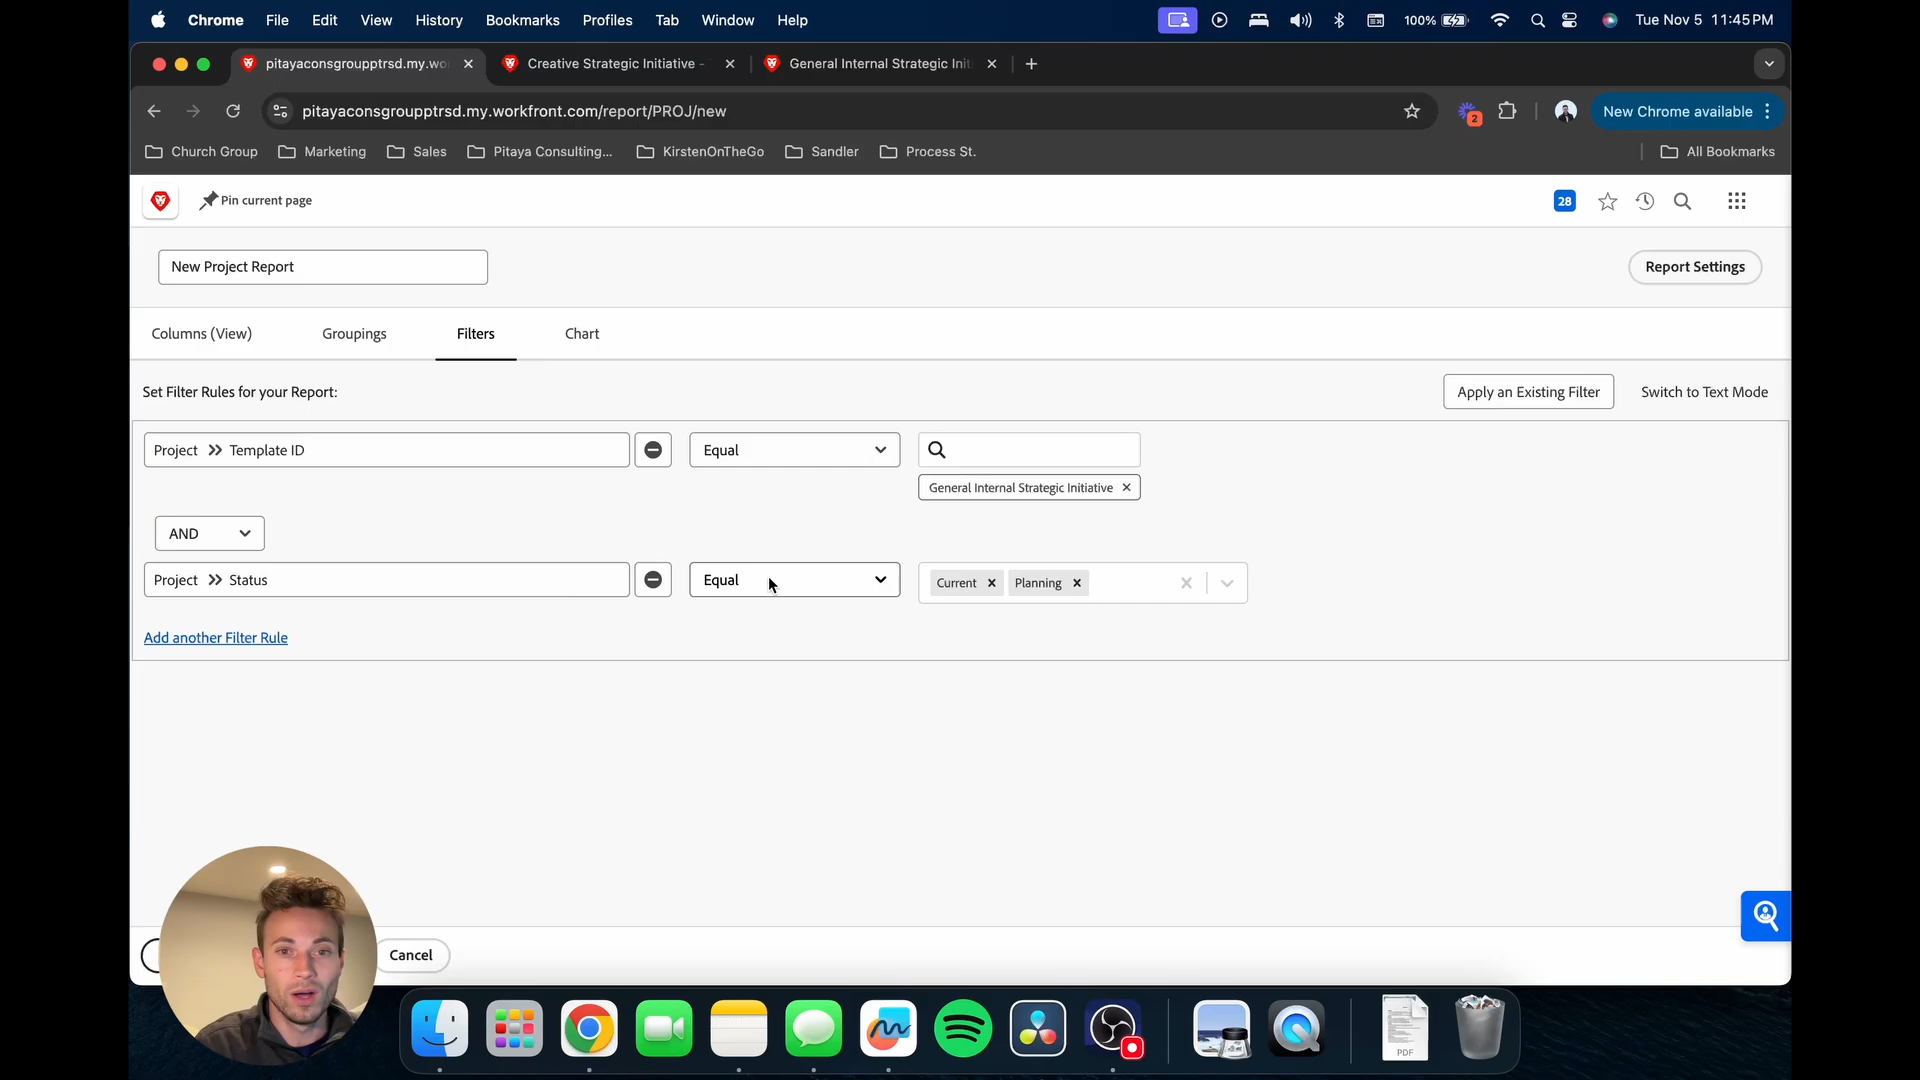 Chrome File Edit View History Bookmarks Profiles Tab Window Help 100% Tue Nov 5 11:45 PM
pitayaconsgroupptrsd.my.wo Creative Strategic Initiative - General Internal Strategic Init
pitayaconsgroupptrsd.my.workfront.com/report/PROJ/new 2 New Chrome available
Church Group Marketing Sales Pitaya Consulting... KirstenOnTheGo Sandler Process St. All Bookmarks
Pin current page 28
New Project Report Report Settings
Columns (View) Groupings Filters Chart
Set Filter Rules for your Report: Apply an Existing Filter Switch to Text Mode
Project Template ID Equal
General Internal Strategic Initiative
AND
Project Status Equal Current Planning
Add another Filter Rule
Cancel
PDF